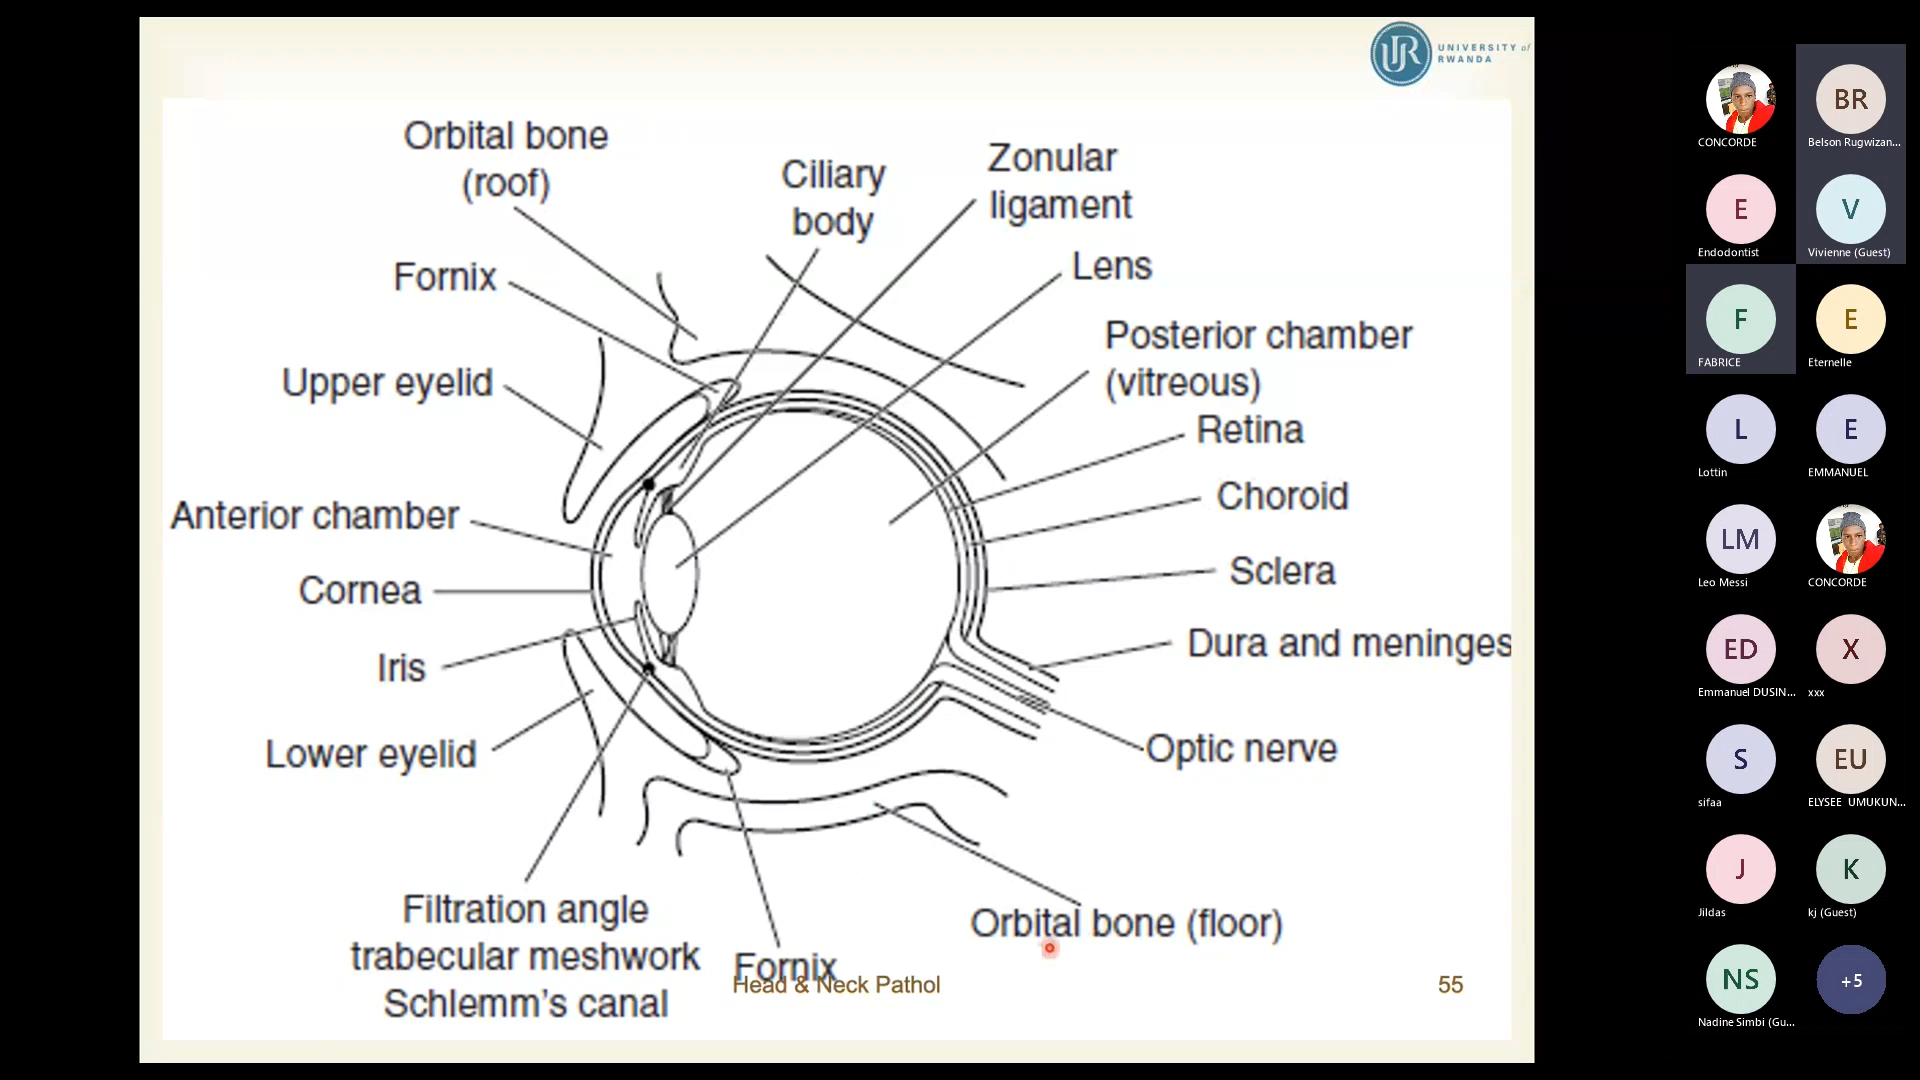 UNIVERSITY of
RWANDA
Orbital bone
(roof)
Ciliary
body
Zonular
ligament
Fornix
Lens
Upper eyelid
Posterior chamber
(vitreous)
Retina
Anterior chamber
Choroid
Cornea
Sclera
Iris
Dura and meninges
Lower eyelid
Optic nerve
Filtration angle
trabecular meshwork
Schlemm's canal
Fornix
Orbital bone (floor)
Head & Neck Pathol
55
CONCORDE
BR
Belson Rugwizan...
E
Endodontist
V
Vivienne (Guest)
F
FABRICE
E
Eternelle
L
Lottin
E
EMMANUEL
LM
Leo Messi
CONCORDE
ED
Emmanuel DUSIN...
X
xxx
S
sifaa
EU
ELYSEE UMUKUN...
J
Jildas
K
kj (Guest)
NS
Nadine Simbi (Gu...
+5